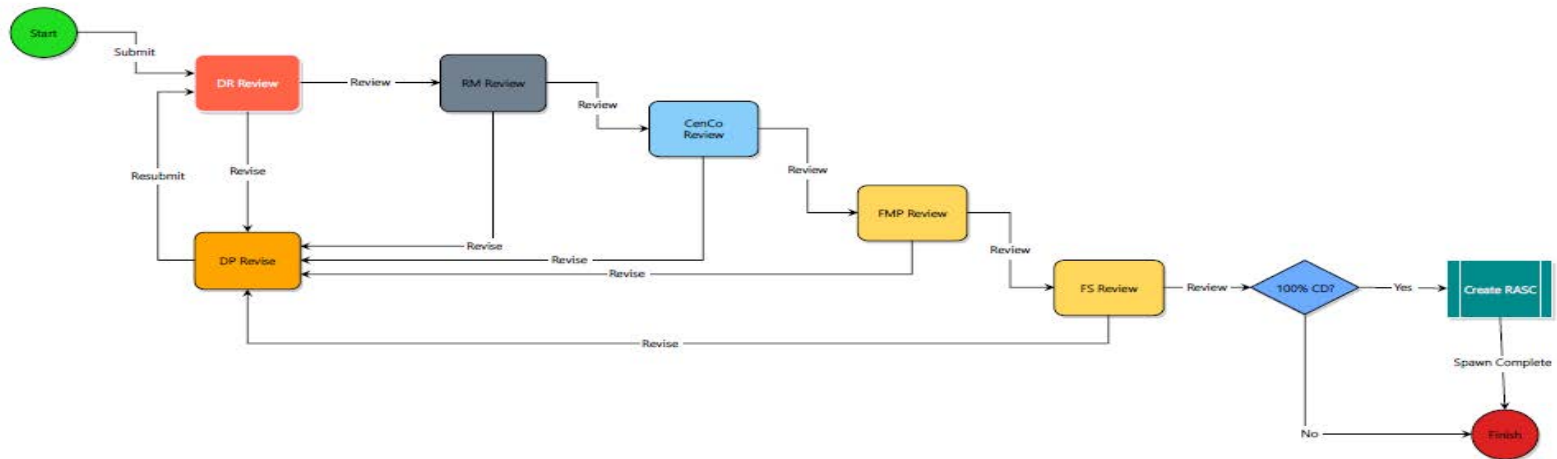 Start
Submit
DR Review
Review
RM Review
Review
CenCo
Review
Review
Resubmit
Revise
FMP Review
Review
DP Revise
Revise
Revise
Revise
FS Review
Review
100% CD?
Yes
Create RASC
Revise
Spawn Complete
No
Finish